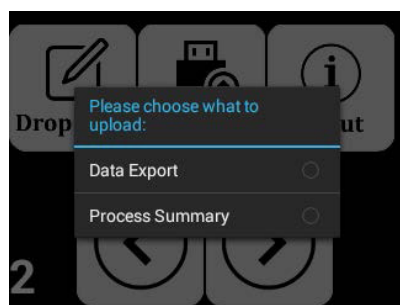 Please choose what to
upload:
Drop
ut
Data Export
Process Summary
2